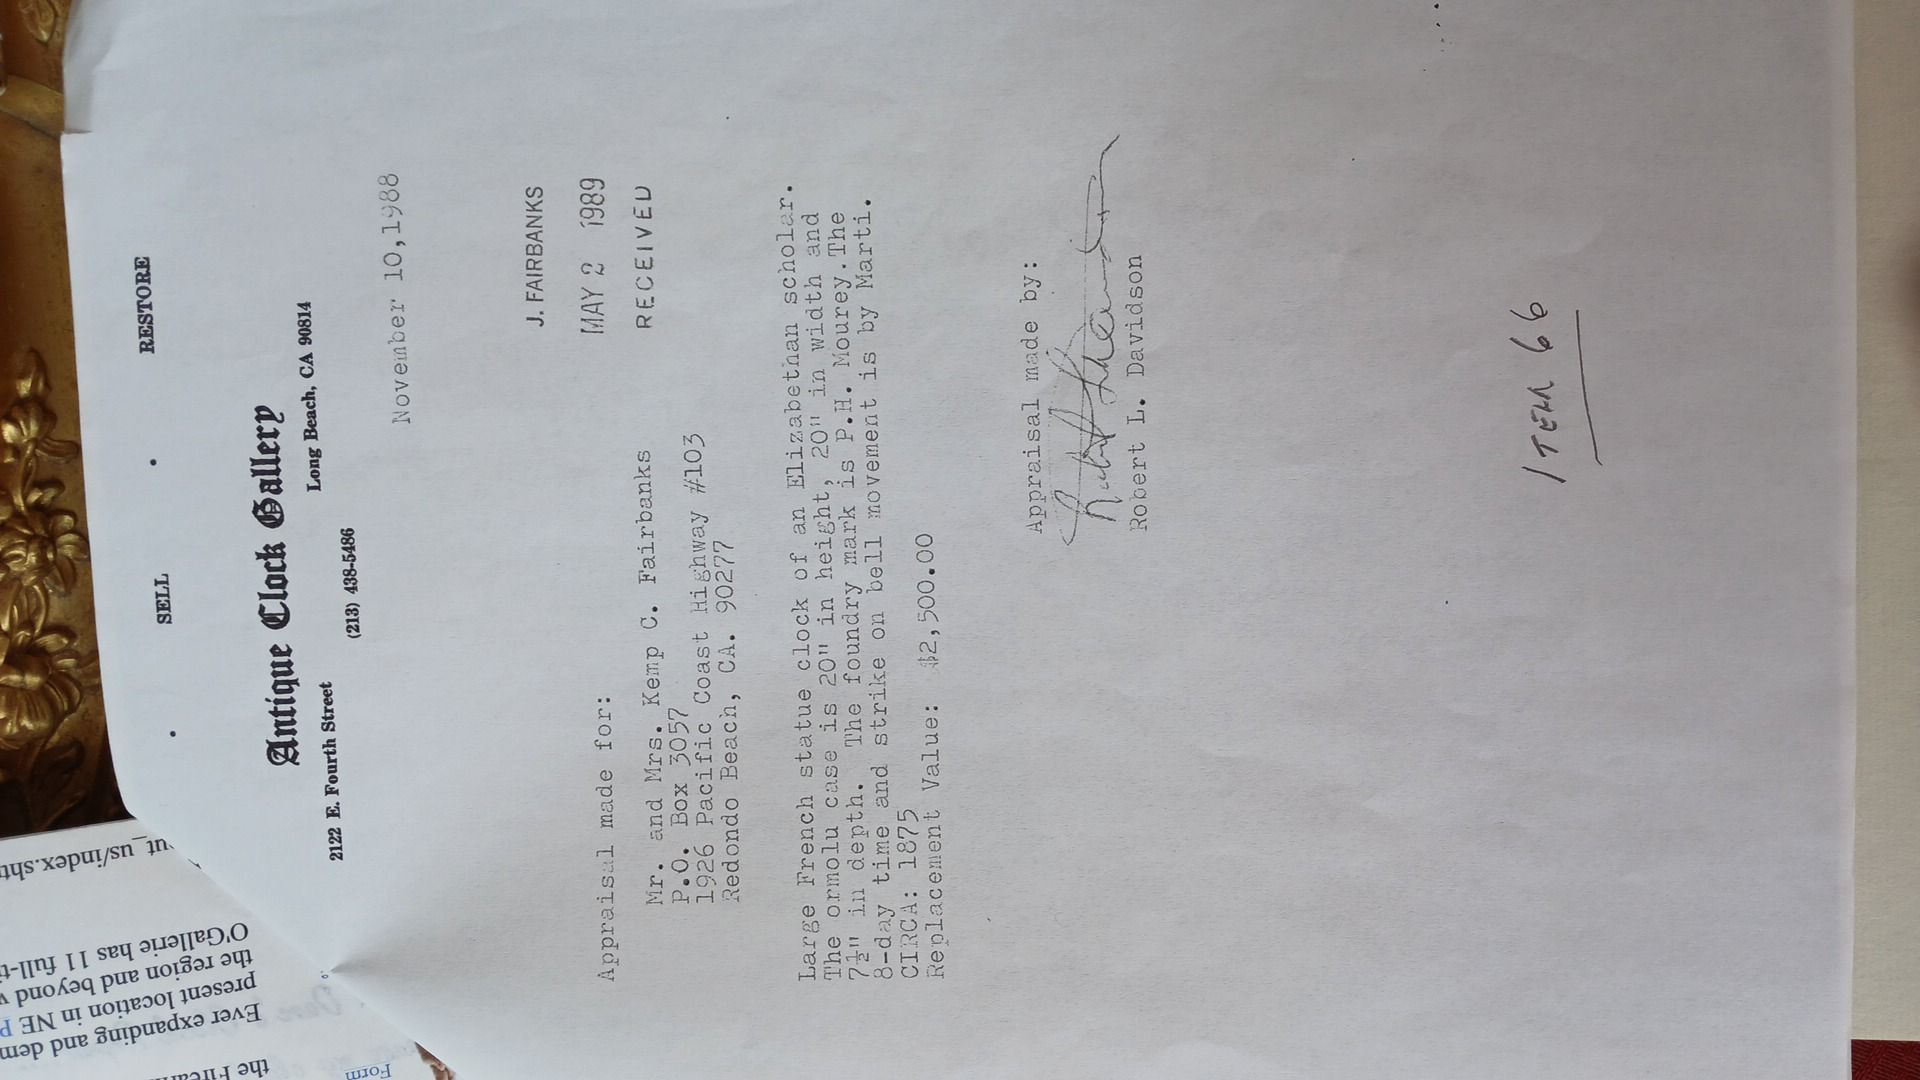 SELL • RESTORE
Antique Clock Gallery
2122 E. Fourth Street Long Beach, CA 90814
(213) 438-5486
November 10,1988
J. FAIRBANKS
MAY 2 1989
RECEIVED
Appraisal made for:
Mr. and Mrs. Kemp C. Fairbanks
P.O. Box 3057
1926 Pacific Coast Highway #103
Redondo Beach, CA. 90277
Large French statue clock of an Elizabethan scholar.
The ormolu case is 20" in height, 20" in width and
7½" in depth. The foundry mark is P.H. Mourey.The
8-day time and strike on bell movement is by Marti.
CIRCA: 1875
Replacement Value: $2,500.00
Appraisal made by:
Robert L. Davidson
ITEM 66
out_us/index.sht
O'Gallerie has 11 full-ti
the region and beyond
present location in NE P
Ever expanding and dem
the
Form